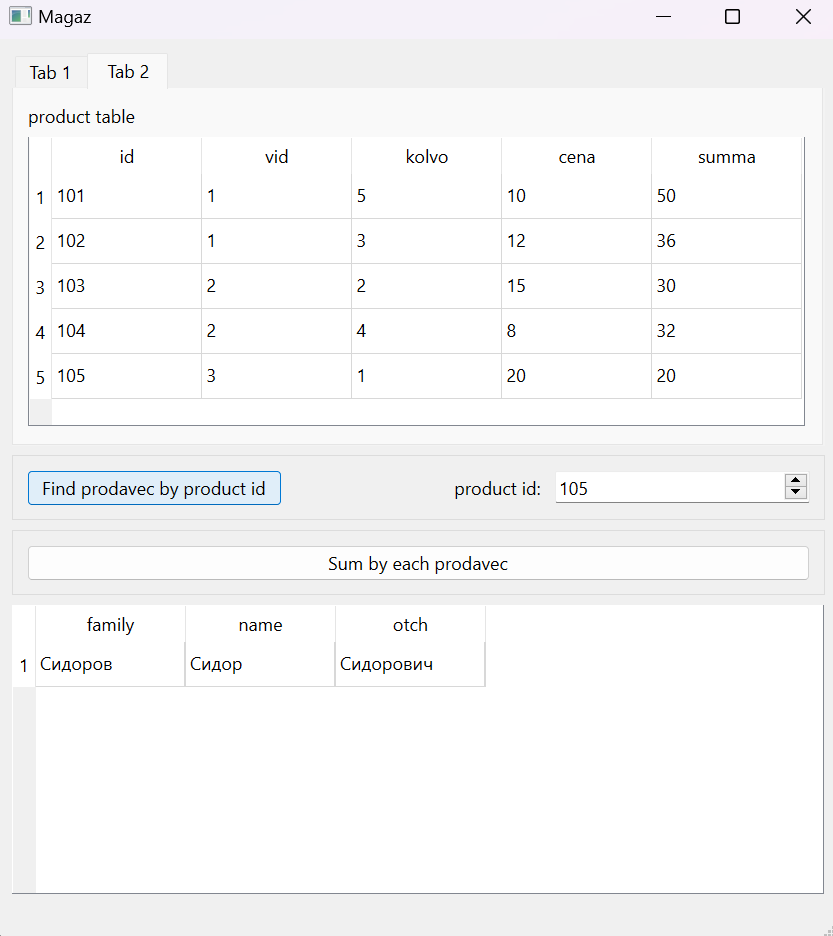 Magaz
Tab 1 Tab 2
product table
id vid kolvo cena summa
1 101 1 5 10 50
2 102 1 3 12 36
3 103 2 2 15 30
4 104 2 4 8 32
5 105 3 1 20 20
Find prodavec by product id product id: 105
Sum by each prodavec
family name otch
1 Сидоров Сидор Сидорович